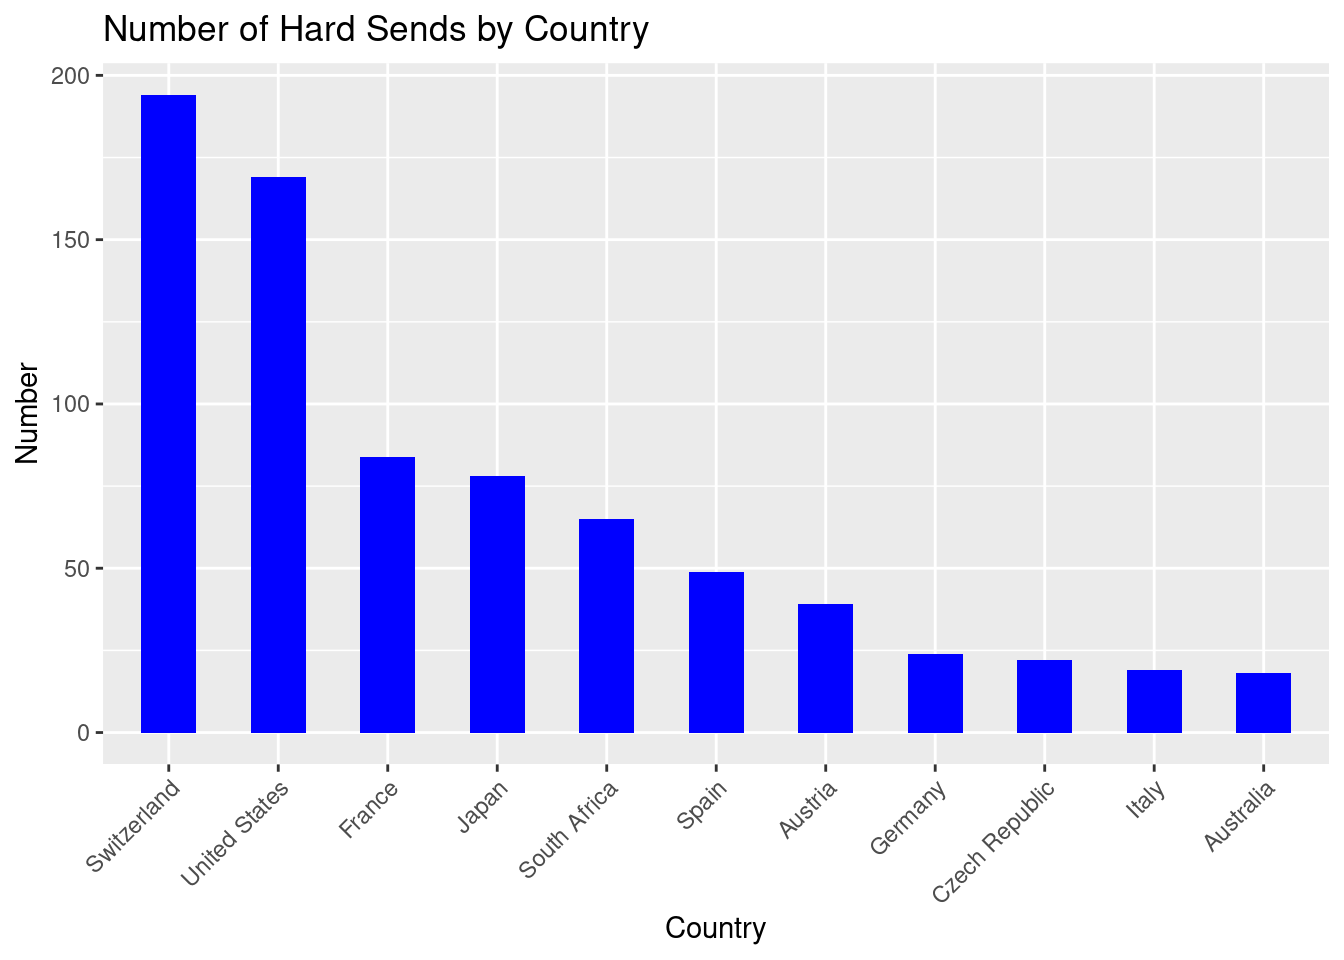 Number of Hard Sends by Country
Number
200
150
100
50
0
Switzerland
United States
France
Japan
South Africa
Spain
Austria
Germany
Czech Republic
Italy
Australia
Country